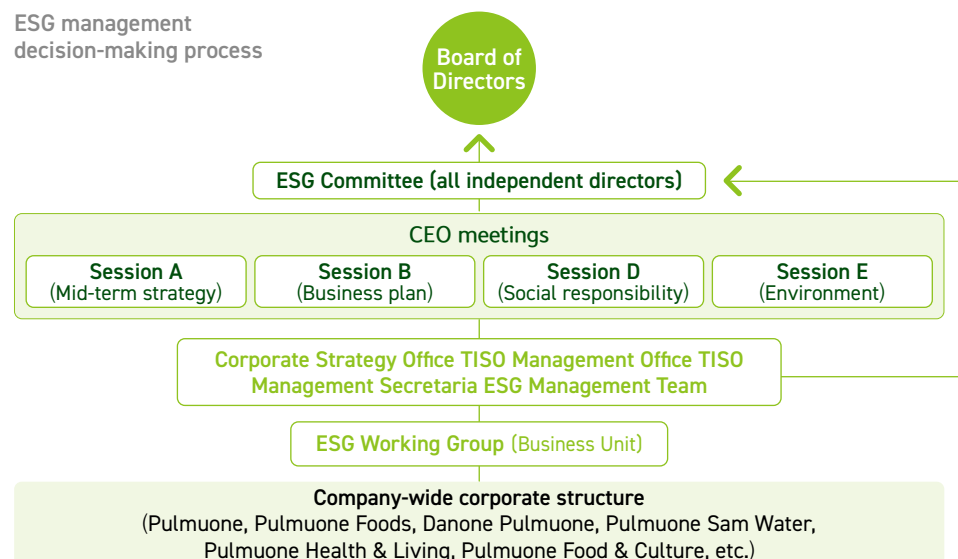 ESG management
decision-making process
Board of
Directors
ESG Committee (all independent directors)
CEO meetings
Session A
(Mid-term strategy)
Session B
(Business plan)
Session D
(Social responsibility)
Session E
(Environment)
Corporate Strategy Office TISO Management Office TISO
Management Secretaria ESG Management Team
ESG Working Group (Business Unit)
Company-wide corporate structure
(Pulmuone, Pulmuone Foods, Danone Pulmuone, Pulmuone Sam Water,
Pulmuone Health & Living, Pulmuone Food & Culture, etc.)